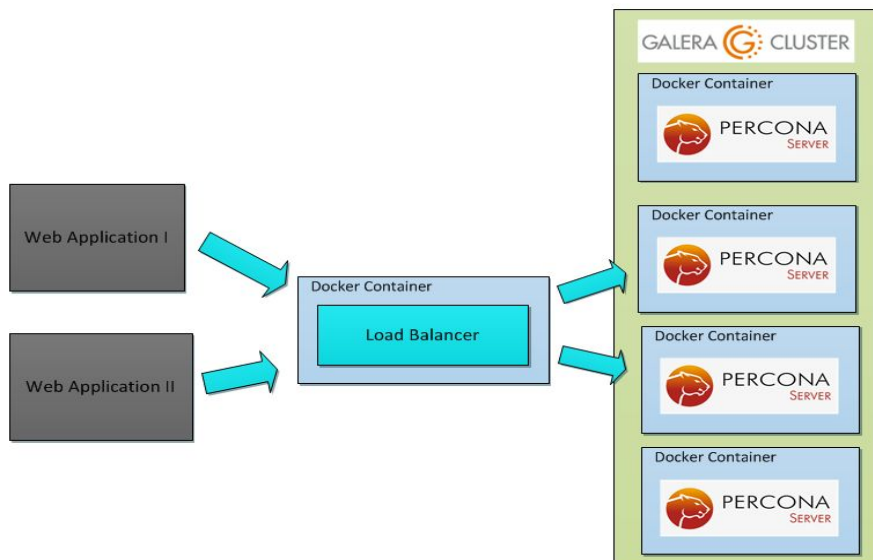 Web Application I
Web Application II
Docker Container
Load Balancer
GALERA CLUSTER
Docker Container
PERCONA
SERVER
Docker Container
PERCONA
SERVER
Docker Container
PERCONA
SERVER
Docker Container
PERCONA
SERVER